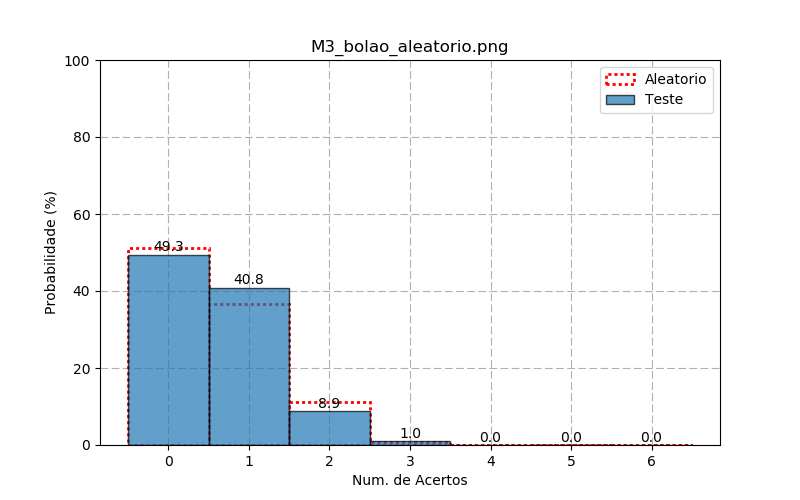 M3_bolao_aleatorio.png
100
80
60
40
20
0
Probabilidade (%)
Aleatorio
Teste
49.3
40.8
8.9
1.0
0.0
0.0
0.0
0 1 2 3 4 5 6
Num. de Acertos